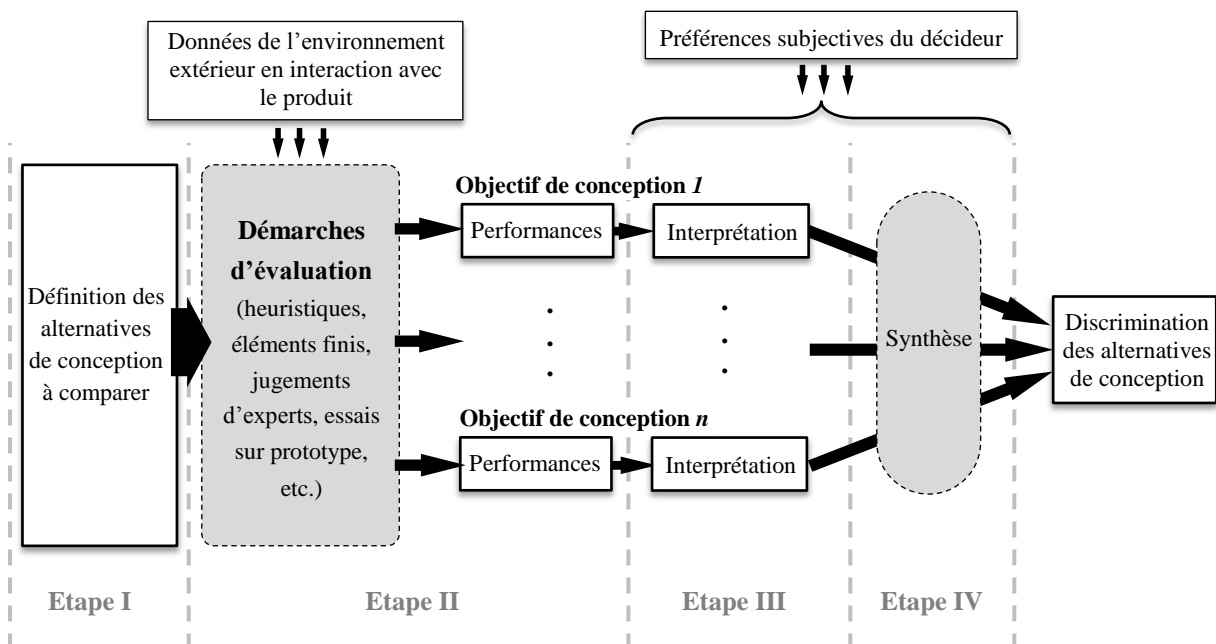 Données de l’environnement
extérieur en interaction avec
le produit
Préférences subjectives du décideur
Définition des
alternatives
de conception
à comparer
Démarches
d’évaluation
(heuristiques,
éléments finis,
jugements
d’experts, essais
sur prototype,
etc.)
Objectif de conception 1
Performances
Interprétation
Objectif de conception n
Performances
Interprétation
Synthèse
Discrimination
des alternatives
de conception
Etape I
Etape II
Etape III
Etape IV